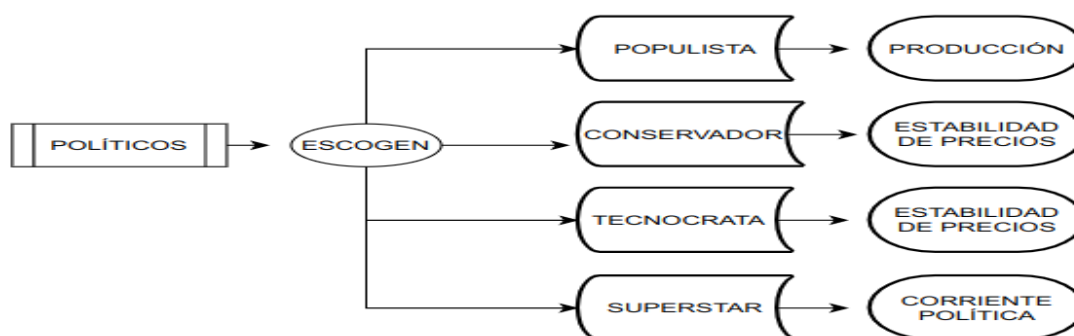 POPULISTA
PRODUCCIÓN
POLÍTICOS
ESCOGEN
CONSERVADOR
ESTABILIDAD
DE PRECIOS
TECNOCRATA
ESTABILIDAD
DE PRECIOS
SUPERSTAR
CORRIENTE
POLÍTICA